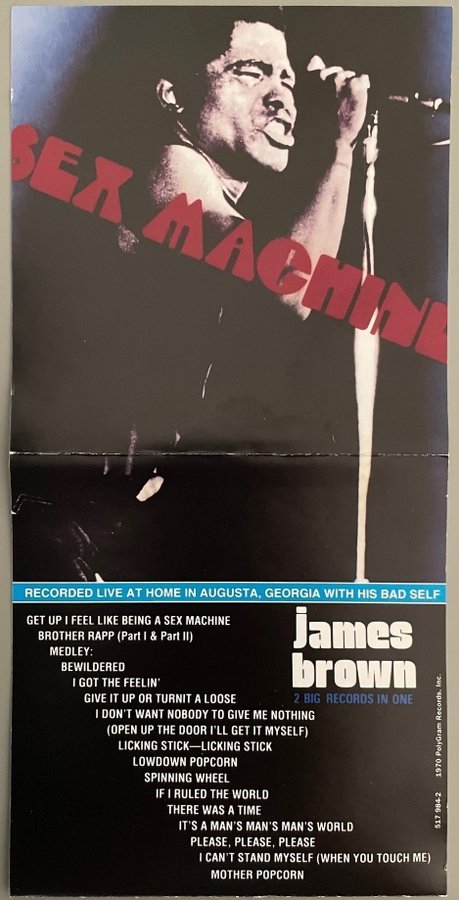 SEX MACHINE
RECORDED LIVE AT HOME IN AUGUSTA, GEORGIA WITH HIS BAD SELF
GET UP I FEEL LIKE BEING A SEX MACHINE
BROTHER RAPP (Part I & Part II)
MEDLEY:
BEWILDERED
I GOT THE FEELIN'
GIVE IT UP OR TURNIT A LOOSE
I DON'T WANT NOBODY TO GIVE ME NOTHING
(OPEN UP THE DOOR I'LL GET IT MYSELF)
LICKING STICK—LICKING STICK
LOWDOWN POPCORN
SPINNING WHEEL
IF I RULED THE WORLD
THERE WAS A TIME
IT'S A MAN'S MAN'S MAN'S WORLD
PLEASE, PLEASE, PLEASE
I CAN'T STAND MYSELF (WHEN YOU TOUCH ME)
MOTHER POPCORN
james
brown
2 BIG RECORDS IN ONE
517 984-2 1970 PolyGram Records, Inc.